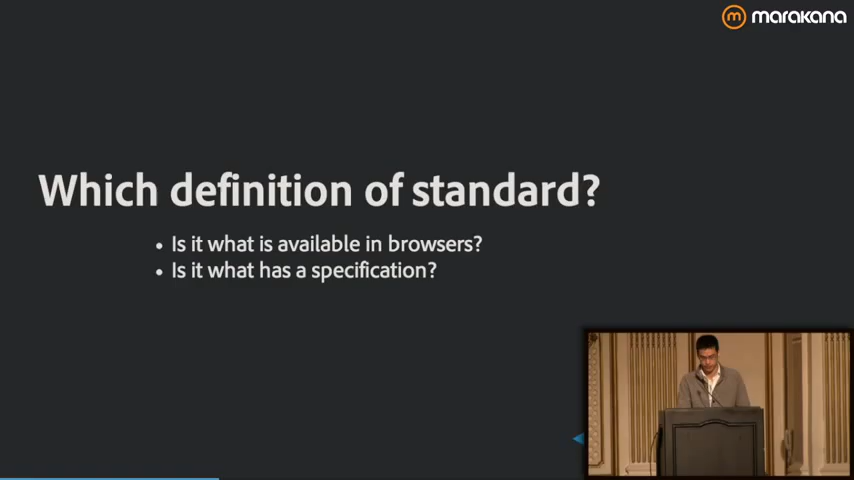 marakana
Which definition of standard?
• Is it what is available in browsers?
• Is it what has a specification?